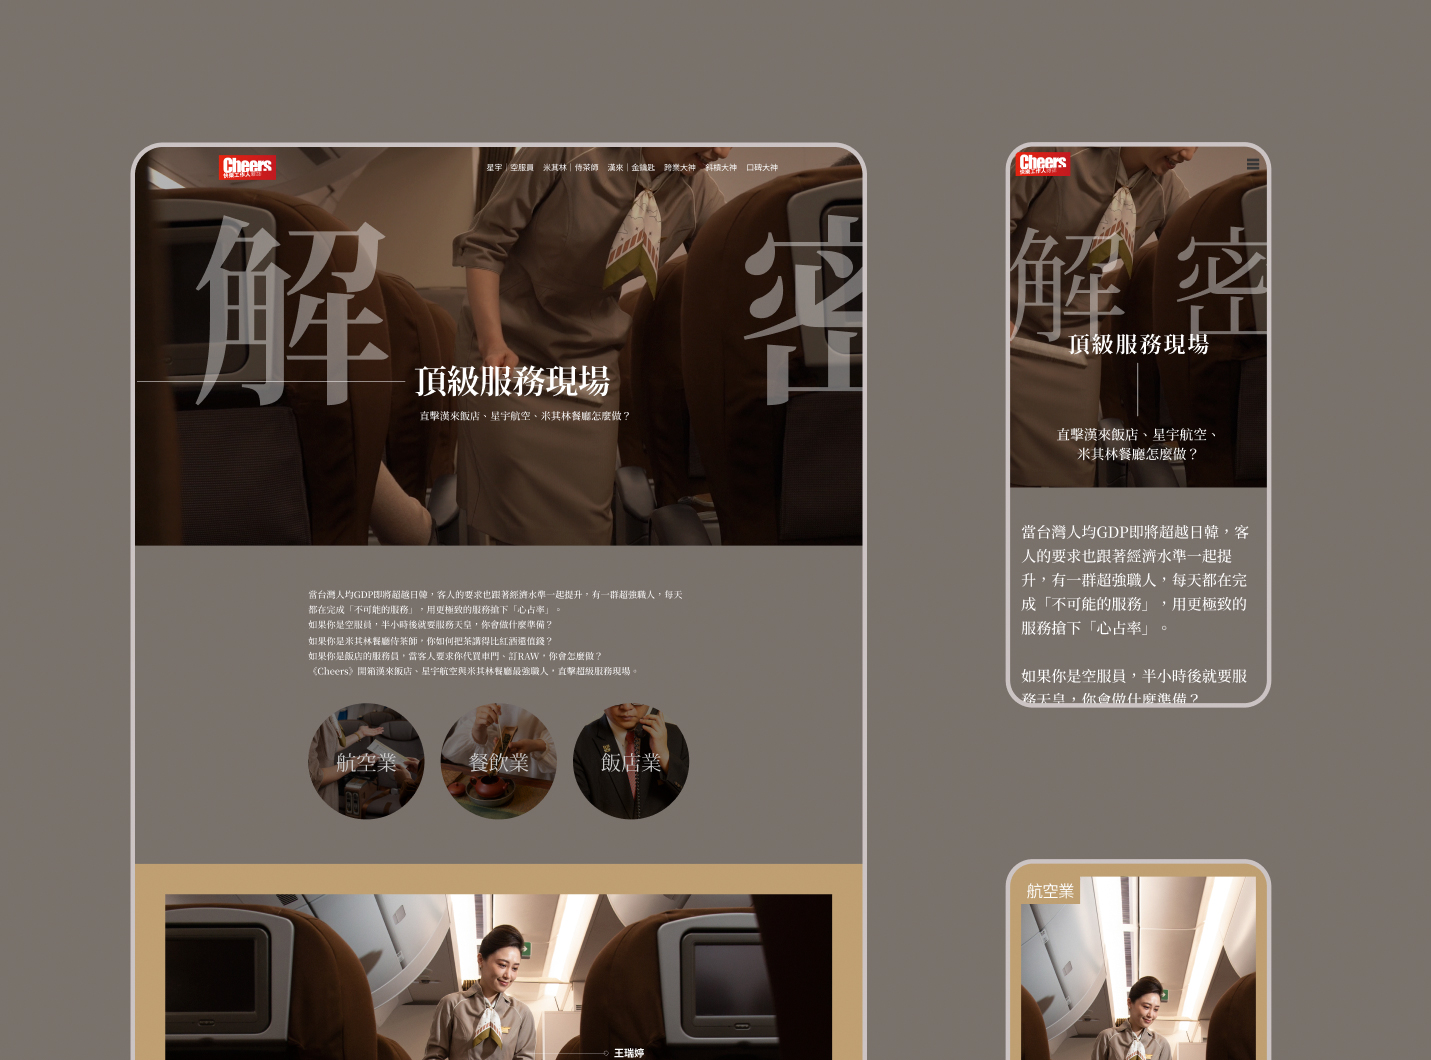 Cheers
快樂工作人
星宇｜空服員 米其林｜侍茶師 漢來｜金鑰匙 跨業大神 斜槓大神 口碑大神
解 密
頂級服務現場
直擊漢來飯店、星宇航空、米其林餐廳怎麼做？
當台灣人均GDP即將超越日韓，客人的要求也跟著經濟水準一起提升，有一群超強職人，每天
都在完成「不可能的服務」，用更極致的服務搶下「心占率」。
如果你是空服員，半小時後就要服務天皇，你會做什麼準備？
如果你是米其林餐廳侍茶師，你如何把茶講得比紅酒還值錢？
如果你是飯店的服務員，當客人要求你代買車門、訂RAW，你會怎麼做？
《Cheers》開箱漢來飯店、星宇航空與米其林餐廳最強職人，直擊超級服務現場。
航空業 餐飲業 飯店業
王瑞婷
Cheers
快樂工作人
解 密
頂級服務現場
直擊漢來飯店、星宇航空、
米其林餐廳怎麼做？
當台灣人均GDP即將超越日韓，客
人的要求也跟著經濟水準一起提
升，有一群超強職人，每天都在完
成「不可能的服務」，用更極致的
服務搶下「心占率」。
如果你是空服員，半小時後就要服
務天皇，你會做什麼準備？
航空業